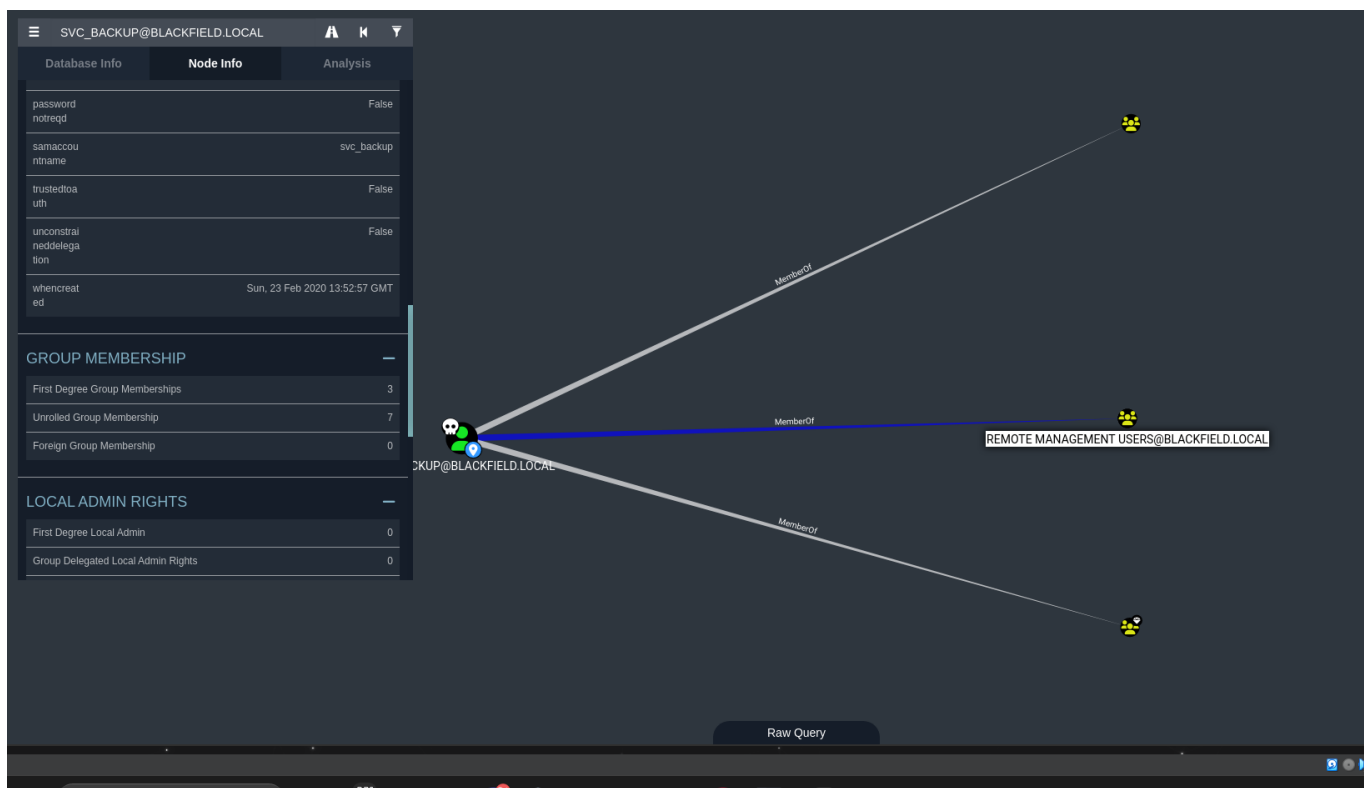 SVC_BACKUP@BLACKFIELD.LOCAL
Database Info
Node Info
Analysis
password
notreqd
False
samaccou
ntname
svc_backup
trustedtoa
uth
False
unconstrai
neddelega
tion
False
whencreat
ed
Sun, 23 Feb 2020 13:52:57 GMT
GROUP MEMBERSHIP
First Degree Group Memberships
3
Unrolled Group Membership
7
Foreign Group Membership
0
LOCAL ADMIN RIGHTS
First Degree Local Admin
0
Group Delegated Local Admin Rights
0
MemberOf
MemberOf
REMOTE MANAGEMENT USERS@BLACKFIELD.LOCAL
CKUP@BLACKFIELD.LOCAL
MemberOf
Raw Query